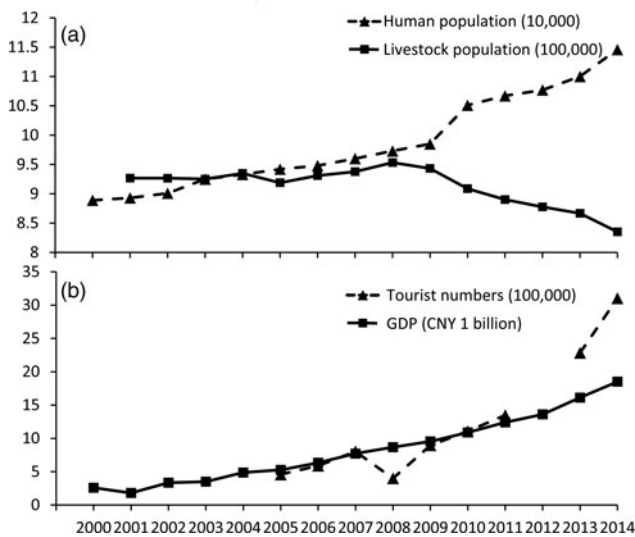 (a)
Human population (10,000)
Livestock population (100,000)
12
11.5
11
10.5
10
9.5
9
8.5
8
(b)
Tourist numbers (100,000)
GDP (CNY 1 billion)
35
30
25
20
15
10
5
0
2000 2001 2002 2003 2004 2005 2006 2007 2008 2009 2010 2011 2012 2013 2014